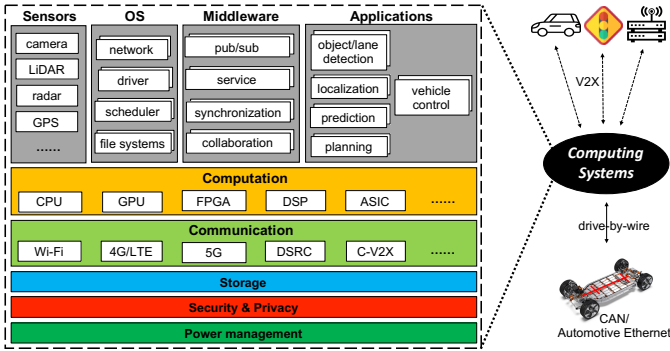 Sensors
OS
Middleware
Applications
camera
LiDAR
radar
GPS
......
network
driver
scheduler
file systems
pub/sub
service
synchronization
collaboration
object/lane
detection
localization
prediction
planning
vehicle
control
Computation
CPU
GPU
FPGA
DSP
ASIC
......
Communication
Wi-Fi
4G/LTE
5G
DSRC
C-V2X
......
Storage
Security & Privacy
Power management
V2X
Computing
Systems
drive-by-wire
CAN/
Automotive Ethernet